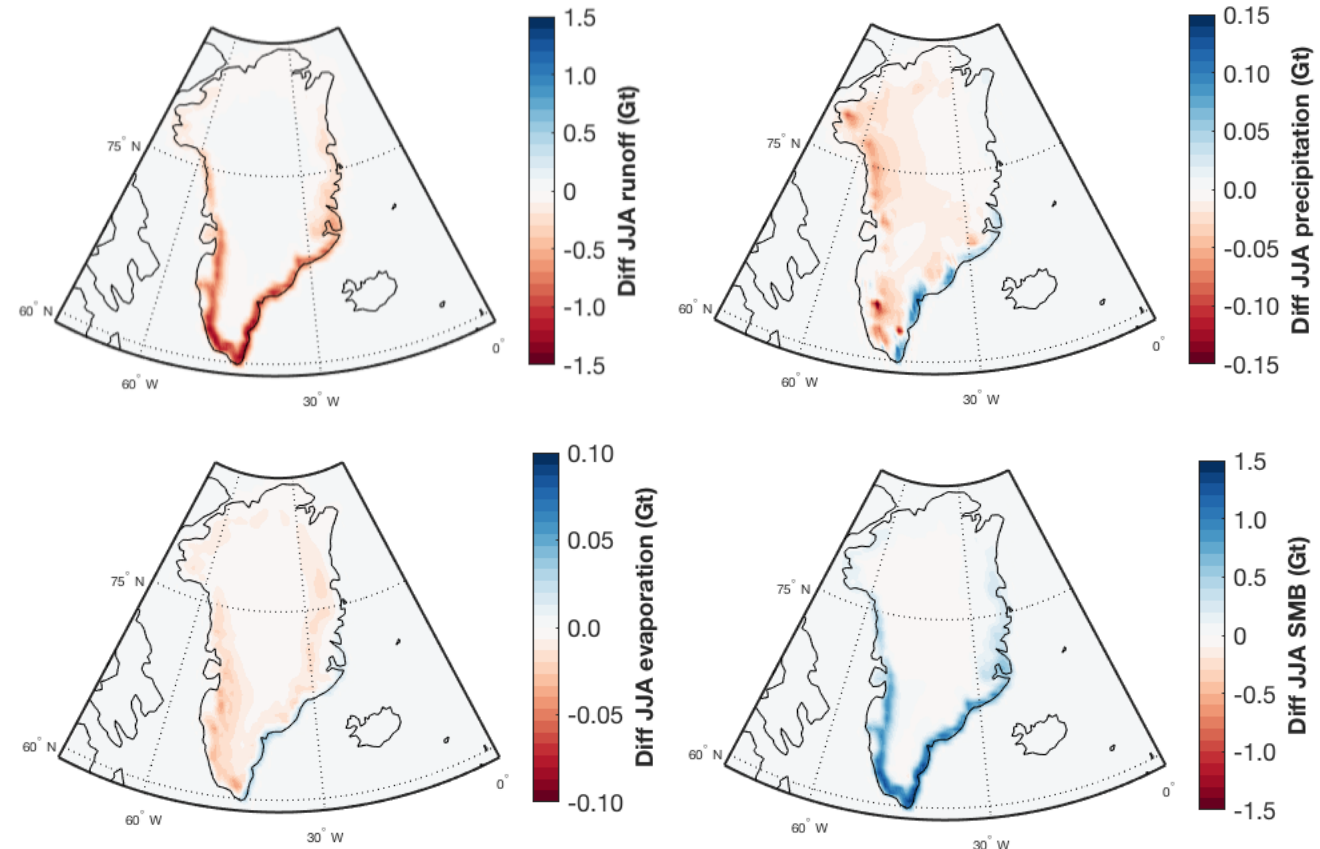 1.5
1.0
0.5
0
-0.5
-1.0
-1.5
Diff JJA runoff (Gt)
75° N
60° N
60° W
30° W
0°
0.15
0.10
0.05
0.0
-0.05
-0.10
-0.15
Diff JJA precipitation (Gt)
75° N
60° N
60° W
30° W
0°
0.10
0.05
0.0
-0.05
-0.10
Diff JJA evaporation (Gt)
75° N
60° N
60° W
30° W
0°
1.5
1.0
0.5
0
-0.5
-1.0
-1.5
Diff JJA SMB (Gt)
75° N
60° N
60° W
30° W
0°